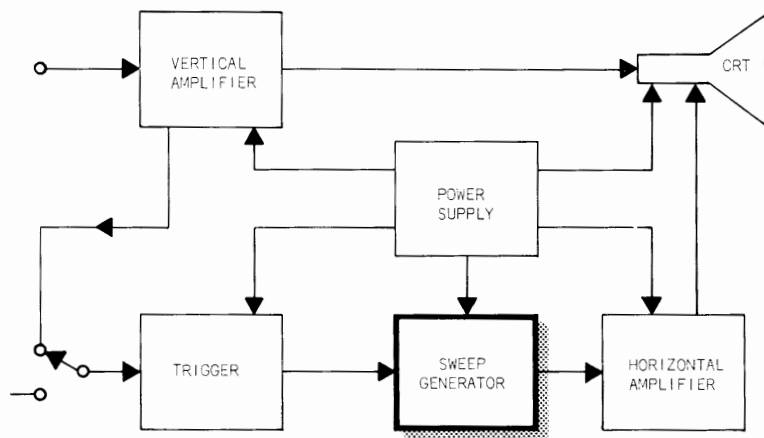 VERTICAL
AMPLIFIER
CRT
POWER
SUPPLY
TRIGGER
SWEEP
GENERATOR
HORIZONTAL
AMPLIFIER